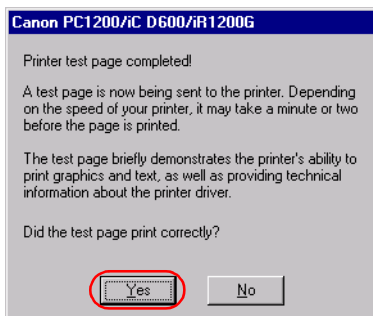 Canon PC1200/iC D600/iR1200G
Printer test page completed!
A test page is now being sent to the printer. Depending
on the speed of your printer, it may take a minute or two
before the page is printed.
The test page briefly demonstrates the printer's ability to
print graphics and text, as well as providing technical
information about the printer driver.
Did the test page print correctly?
Yes No